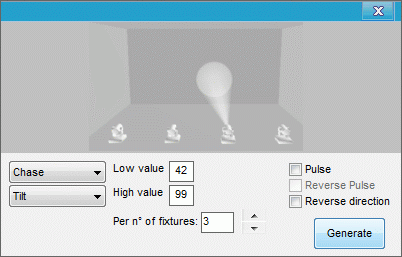 Chase
Low value 42
Pulse
Reverse Pulse
Tilt
High value 99
Reverse direction
Per n° of fixtures: 3
Generate